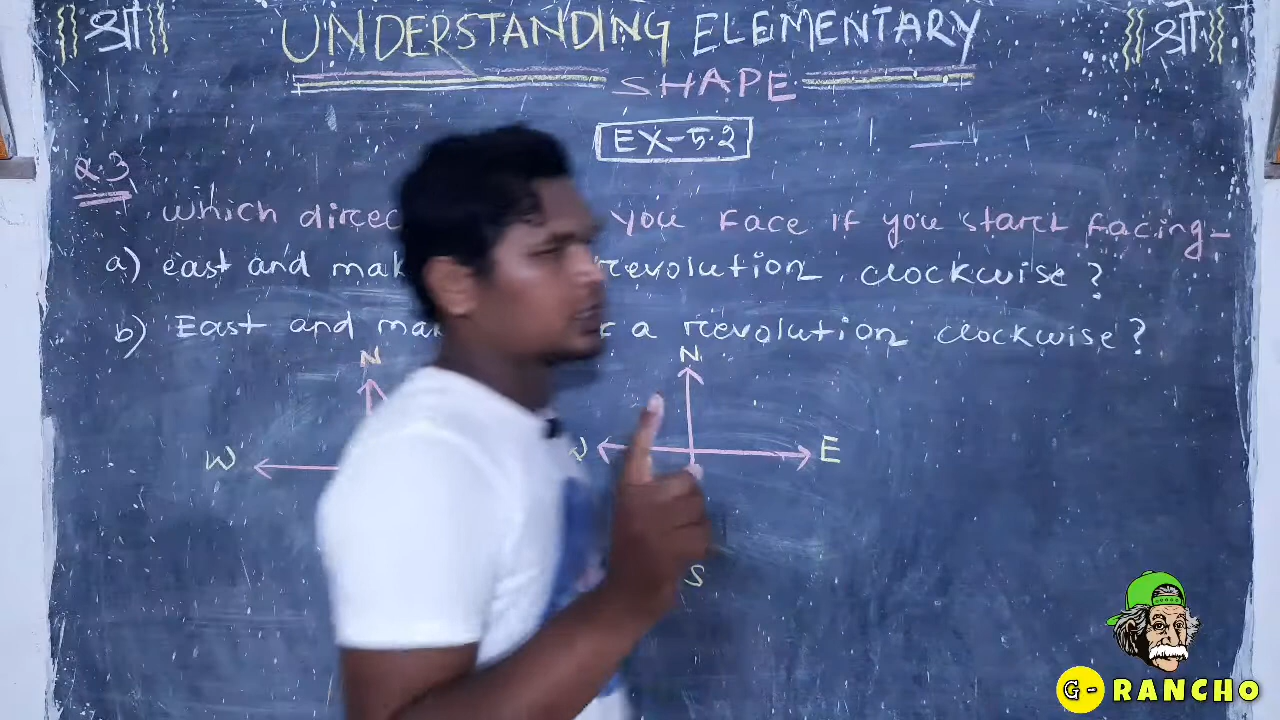 श्री UNDERSTANDING ELEMENTARY श्री
SHAPE
EX-5.2
Q.3
Which direc you Face if you start facing-
a) east and mak revolution clockwise?
b) East and ma a revolution clockwise?
N N
W E
S
G-RANCHO